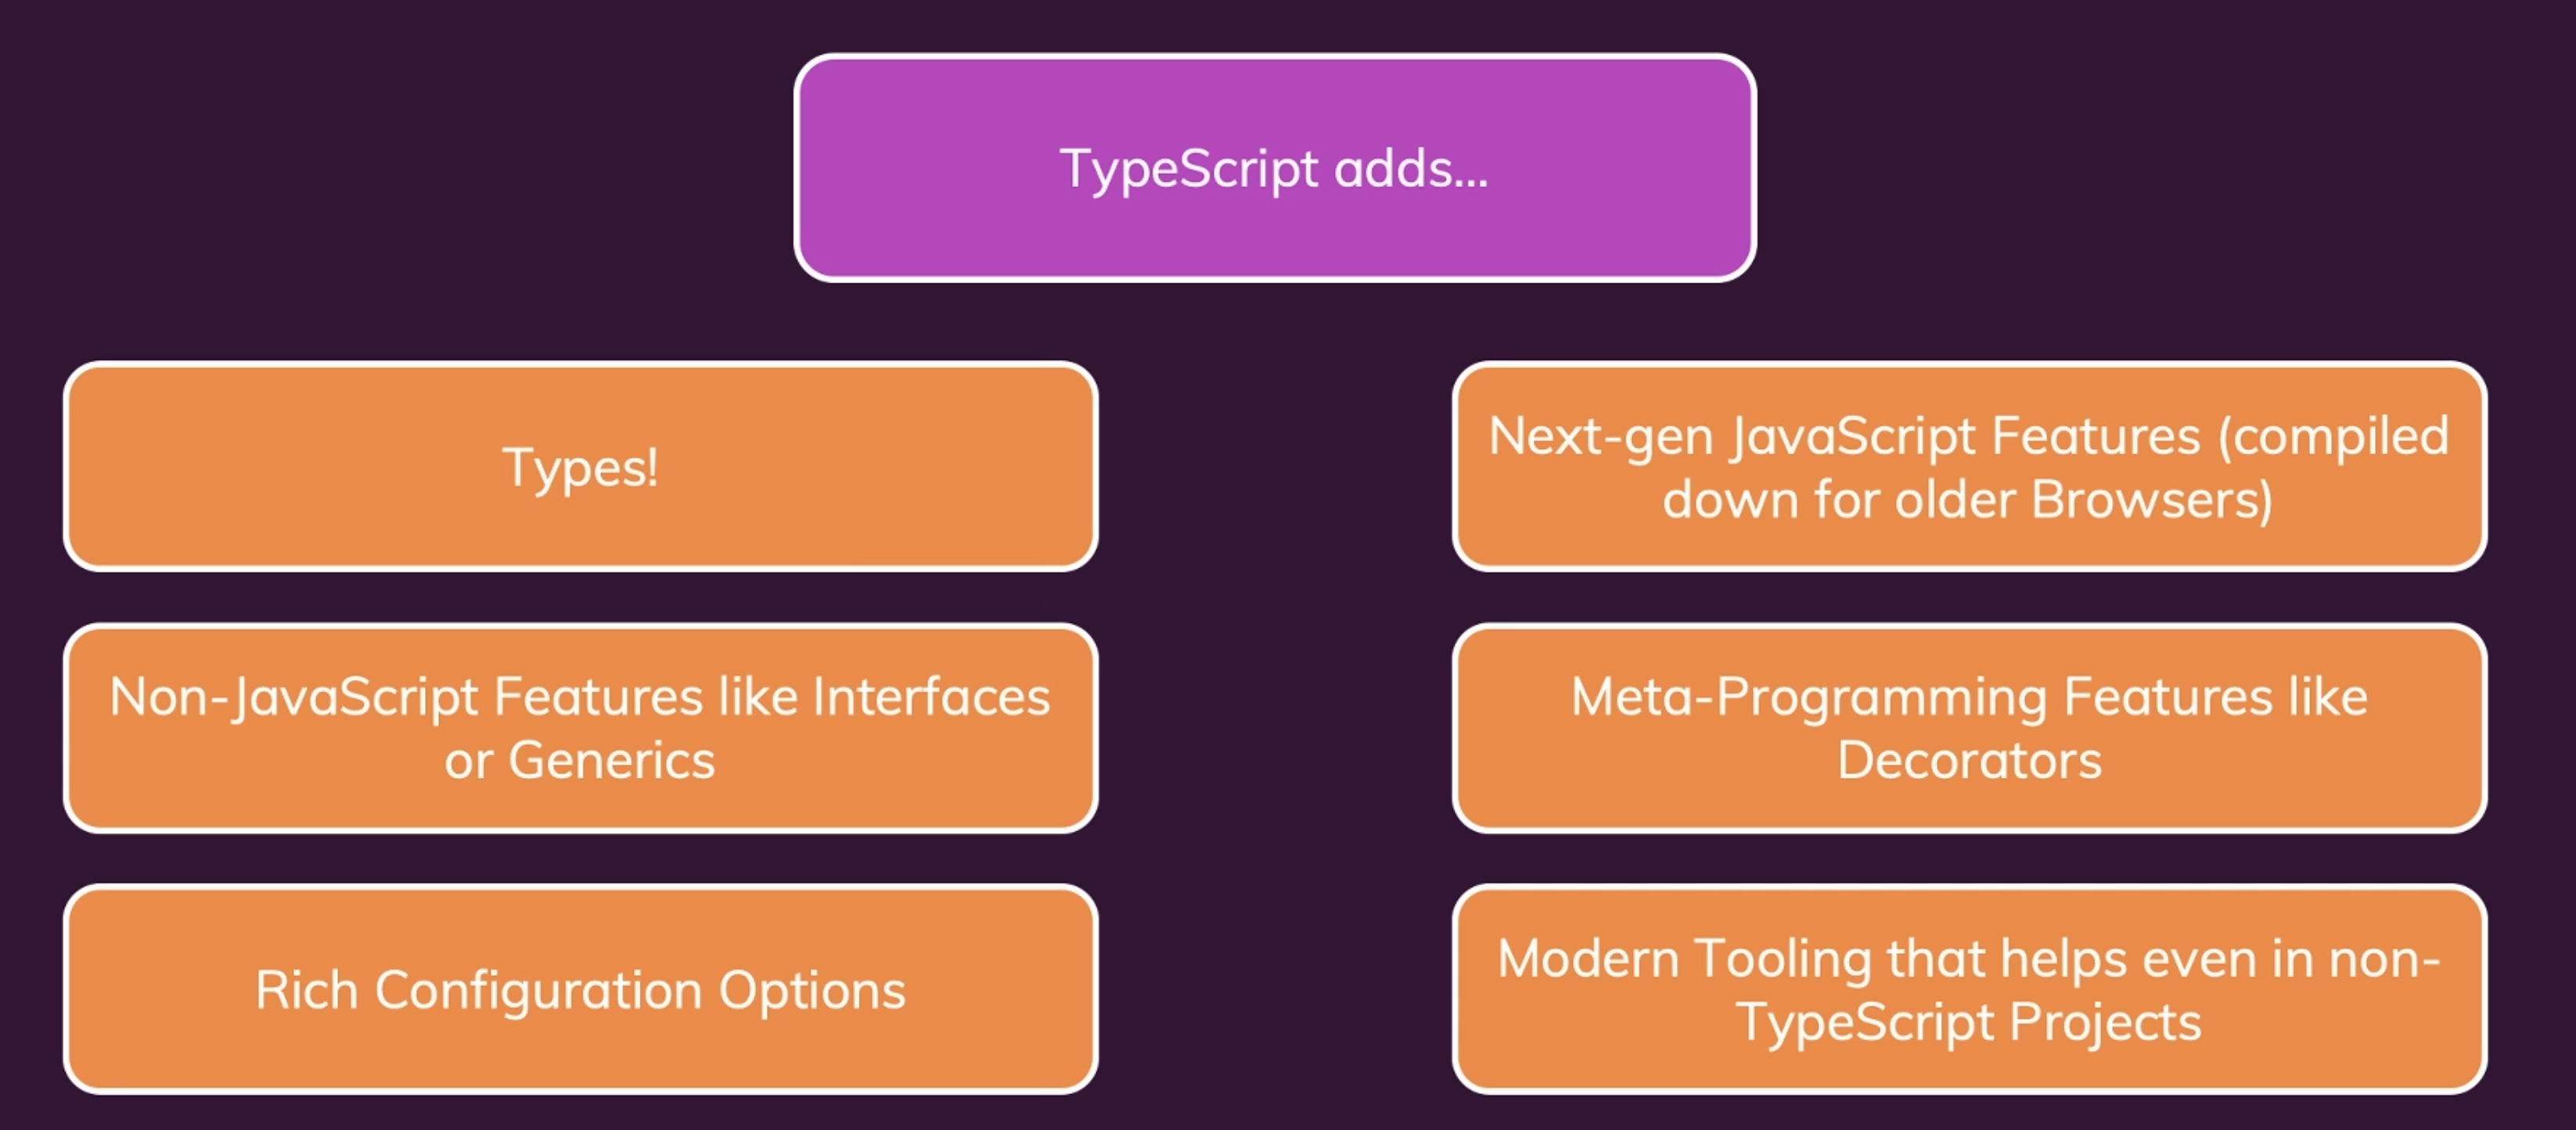 TypeScript adds...
Types!
Next-gen JavaScript Features (compiled
down for older Browsers)
Non-JavaScript Features like Interfaces
or Generics
Meta-Programming Features like
Decorators
Rich Configuration Options
Modern Tooling that helps even in non-
TypeScript Projects